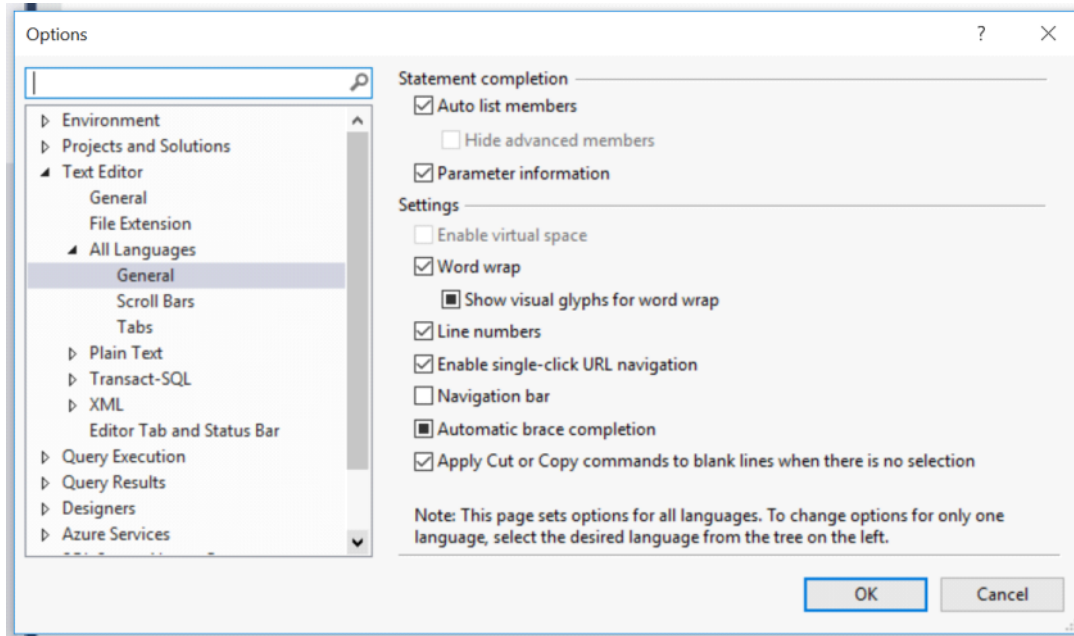 Options
Environment
Projects and Solutions
Text Editor
General
File Extension
All Languages
General
Scroll Bars
Tabs
Plain Text
Transact-SQL
XML
Editor Tab and Status Bar
Query Execution
Query Results
Designers
Azure Services
Statement completion
Auto list members
Hide advanced members
Parameter information
Settings
Enable virtual space
Word wrap
Show visual glyphs for word wrap
Line numbers
Enable single-click URL navigation
Navigation bar
Automatic brace completion
Apply Cut or Copy commands to blank lines when there is no selection
Note: This page sets options for all languages. To change options for only one
language, select the desired language from the tree on the left.
OK
Cancel